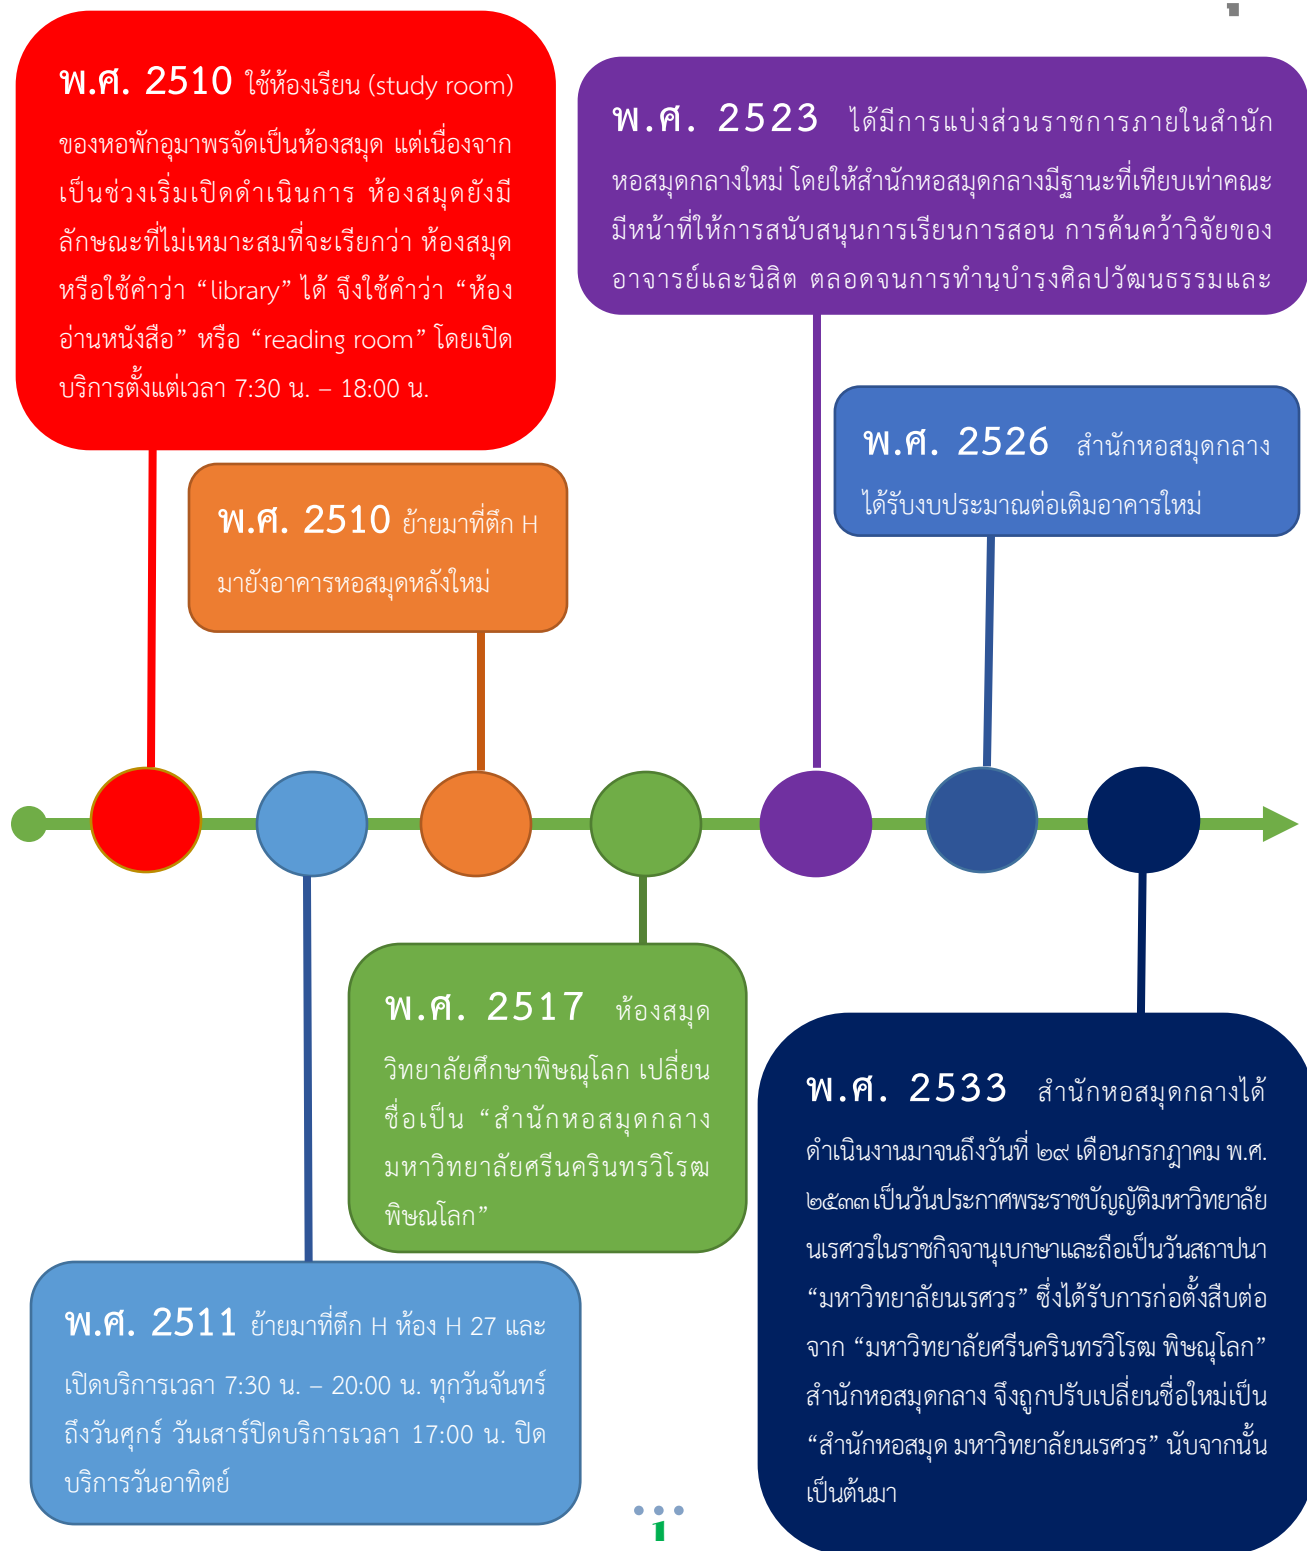 พ.ศ. 2510 ใช้ห้องเรียน (study room)
ของหอพักอุมาพรจัดเป็นห้องสมุด แต่เนื่องจาก
เป็นช่วงเริ่มเปิดดำเนินการ ห้องสมุดยังมี
ลักษณะที่ไม่เหมาะสมที่จะเรียกว่า ห้องสมุด
หรือใช้คำว่า “library” ได้ จึงใช้คำว่า “ห้อง
อ่านหนังสือ” หรือ “reading room” โดยเปิด
บริการตั้งแต่เวลา 7:30 น. – 18:00 น.
พ.ศ. 2523 ได้มีการแบ่งส่วนราชการภายในสำนัก
หอสมุดกลางใหม่ โดยให้สำนักหอสมุดกลางมีฐานะที่เทียบเท่าคณะ
มีหน้าที่ให้การสนับสนุนการเรียนการสอน การค้นคว้าวิจัยของ
อาจารย์และนิสิต ตลอดจนการทำนุบำรุงศิลปวัฒนธรรมและ
พ.ศ. 2526 สำนักหอสมุดกลาง
ได้รับงบประมาณต่อเติมอาคารใหม่
พ.ศ. 2510 ย้ายมาที่ตึก H
มายังอาคารหอสมุดหลังใหม่
พ.ศ. 2517 ห้องสมุด
วิทยาลัยศึกษาพิษณุโลก เปลี่ยน
ชื่อเป็น “สำนักหอสมุดกลาง
มหาวิทยาลัยศรีนครินทรวิโรฒ
พิษณโลก”
พ.ศ. 2533 สำนักหอสมุดกลางได้
ดำเนินงานมาจนถึงวันที่ ๒๙ เดือนกรกฎาคม พ.ศ.
๒๕๓๓ เป็นวันประกาศพระราชบัญญัติมหาวิทยาลัย
นเรศวรในราชกิจจานุเบกษาและถือเป็นวันสถาปนา
“มหาวิทยาลัยนเรศวร” ซึ่งได้รับการก่อตั้งสืบต่อ
จาก “มหาวิทยาลัยศรีนครินทรวิโรฒ พิษณุโลก”
สำนักหอสมุดกลาง จึงถูกปรับเปลี่ยนชื่อใหม่เป็น
“สำนักหอสมุด มหาวิทยาลัยนเรศวร” นับจากนั้น
เป็นต้นมา
พ.ศ. 2511 ย้ายมาที่ตึก H ห้อง H 27 และ
เปิดบริการเวลา 7:30 น. – 20:00 น. ทุกวันจันทร์
ถึงวันศุกร์ วันเสาร์ปิดบริการเวลา 17:00 น. ปิด
บริการวันอาทิตย์